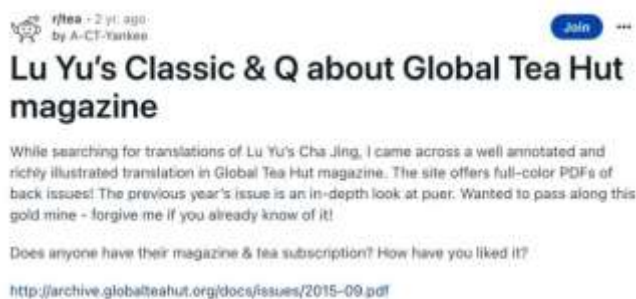 r/tea · 2 yr. ago
by A-CT-Yankee
Join
Lu Yu's Classic & Q about Global Tea Hut
magazine
While searching for translations of Lu Yu's Cha Jing, I came across a well annotated and
richly illustrated translation in Global Tea Hut magazine. The site offers full-color PDFs of
back issues! The previous year's issue is an in-depth look at puer. Wanted to pass along this
gold mine - forgive me if you already know of it!
Does anyone have their magazine & tea subscription? How have you liked it?
http://archive.globalteahut.org/docs/issues/2015-09.pdf